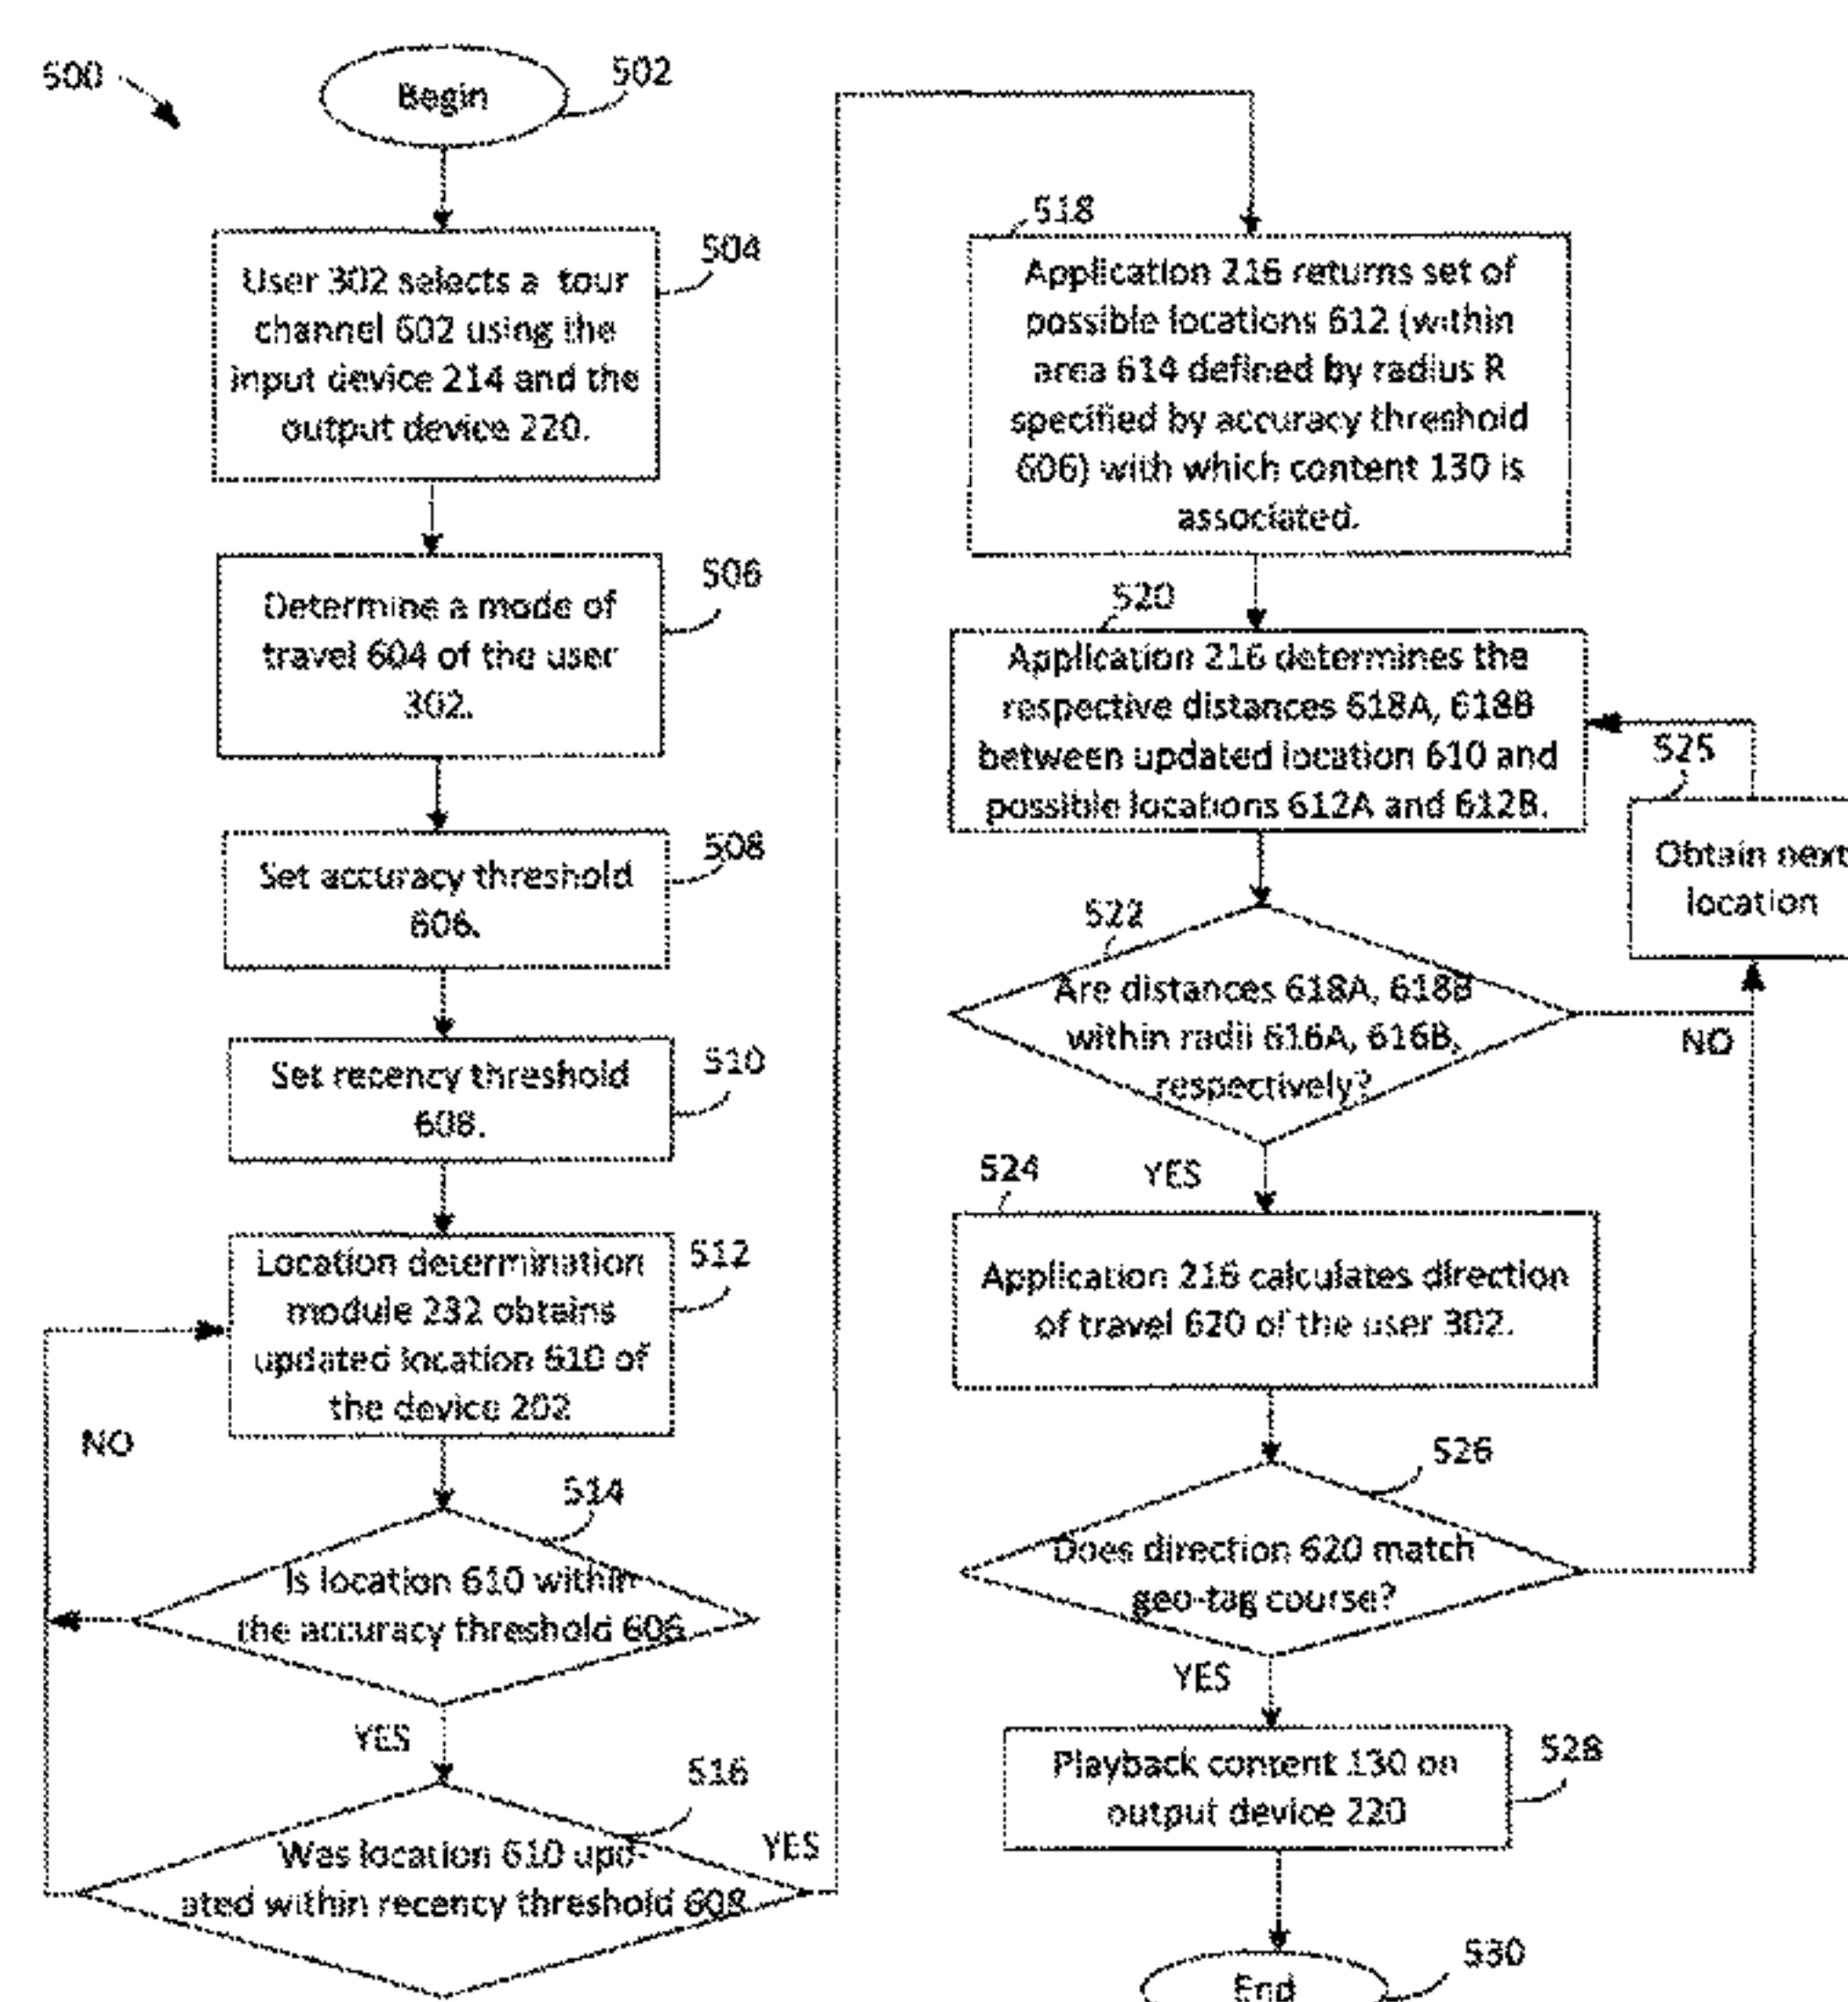 500
Begin
502
User 302 selects a tour
channel 602 using the
input device 214 and the
output device 220.
504
Determine a mode of
travel 604 of the user
302.
506
Set accuracy threshold
606.
508
Set recency threshold
608.
510
Location determination
module 232 obtains
updated location 610 of
the device 202
512
NO
514
Is location 610 within
the accuracy threshold 606
YES
516
Was location 610 upd-
ated within recency threshold 608
YES
518
Application 216 returns set of
possible locations 612 (within
area 614 defined by radius R
specified by accuracy threshold
606) with which content 130 is
associated.
520
Application 216 determines the
respective distances 618A, 618B
between updated location 610 and
possible locations 612A and 612B.
525
Obtain next
location
522
Are distances 618A, 618B
within radii 616A, 616B,
respectively?
NO
YES
524
Application 216 calculates direction
of travel 620 of the user 302.
526
Does direction 620 match
geo-tag course?
YES
Playback content 130 on
output device 220
528
End
530